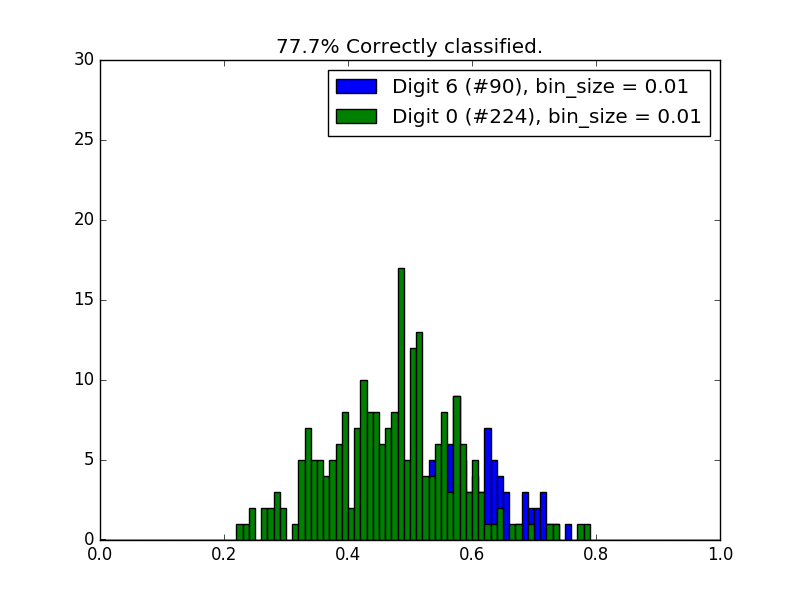 77.7% Correctly classified.
30
Digit 6 (#90), bin_size = 0.01
Digit 0 (#224), bin_size = 0.01
25
20
15
10
5
0
0.0 0.2 0.4 0.6 0.8 1.0